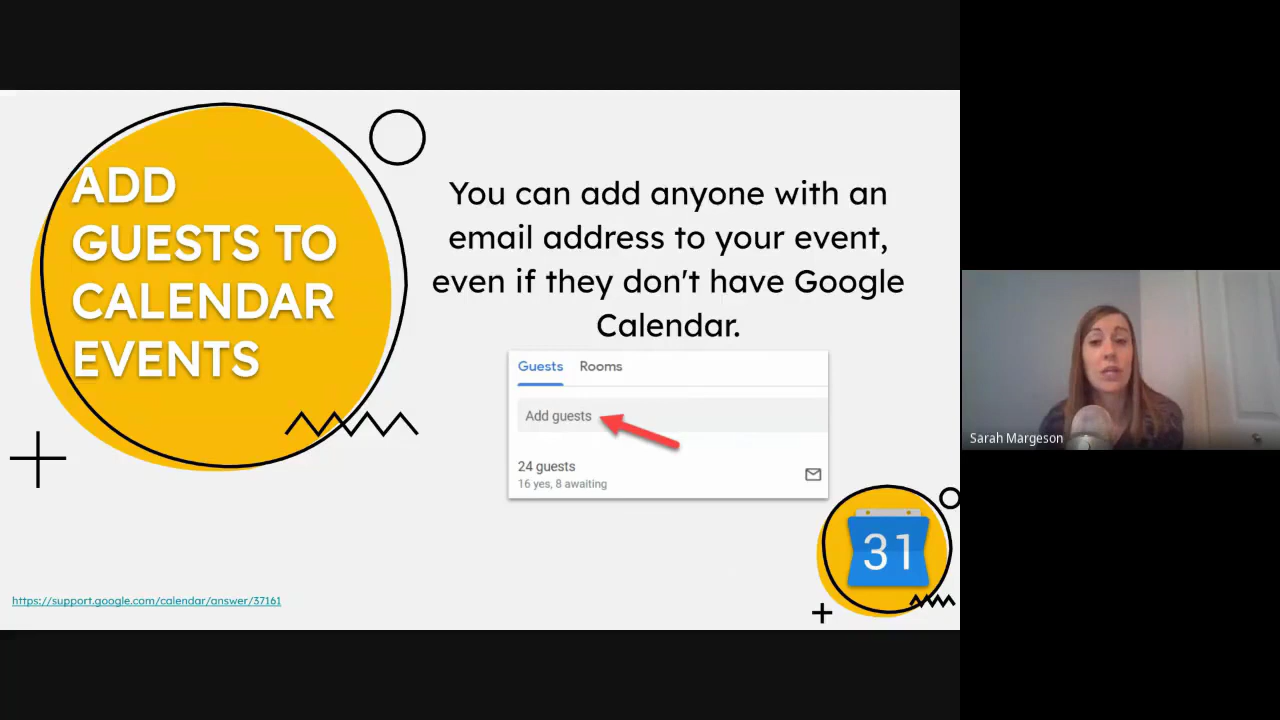 ADD
GUESTS TO
CALENDAR
EVENTS
You can add anyone with an
email address to your event,
even if they don't have Google
Calendar.
Guests Rooms
Add guests
24 guests
16 yes, 8 awaiting
31
https://support.google.com/calendar/answer/37161
Sarah Margeson